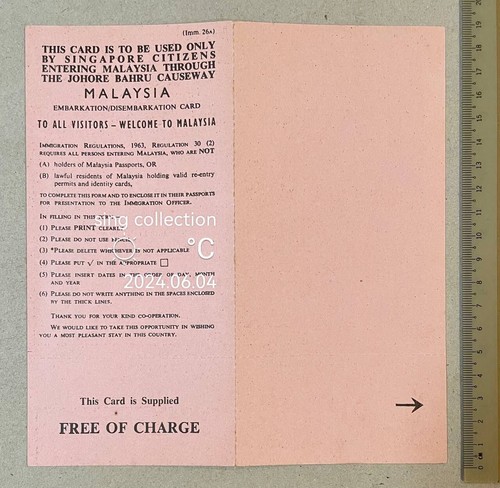 (Imm. 26A)
THIS CARD IS TO BE USED ONLY
BY SINGAPORE CITIZENS
ENTERING MALAYSIA THROUGH
THE JOHORE BAHRU CAUSEWAY
MALAYSIA
EMBARKATION/DISEMBARKATION CARD
TO ALL VISITORS – WELCOME TO MALAYSIA
IMMIGRATION REGULATIONS, 1963, REGULATION 30 (2)
REQUIRES ALL PERSONS ENTERING MALAYSIA, WHO ARE NOT
(A) holders of Malaysia Passports, OR
(B) lawful residents of Malaysia holding valid re-entry
permits and identity cards,
TO COMPLETE THIS FORM AND TO ENCLOSE IT IN THEIR PASSPORTS
FOR PRESENTATION TO THE IMMIGRATION OFFICER.
IN FILLING IN THIS
sing collection
(1) PLEASE PRINT CLEARLY
(2) PLEASE DO NOT USE
°C
(3) *PLEASE DELETE WHICHEVER IS NOT APPLICABLE
(4) PLEASE PUT √ IN THE APPROPRIATE
(5) PLEASE INSERT DATES IN THE ORDER OF DAY, MONTH
AND YEAR
2024.06.04
(6) PLEASE DO NOT WRITE ANYTHING IN THE SPACES ENCLOSED
BY THE THICK LINES.
THANK YOU FOR YOUR KIND CO-OPERATION.
WE WOULD LIKE TO TAKE THIS OPPORTUNITY IN WISHING
YOU A MOST PLEASANT STAY IN THIS COUNTRY.
This Card is Supplied
FREE OF CHARGE